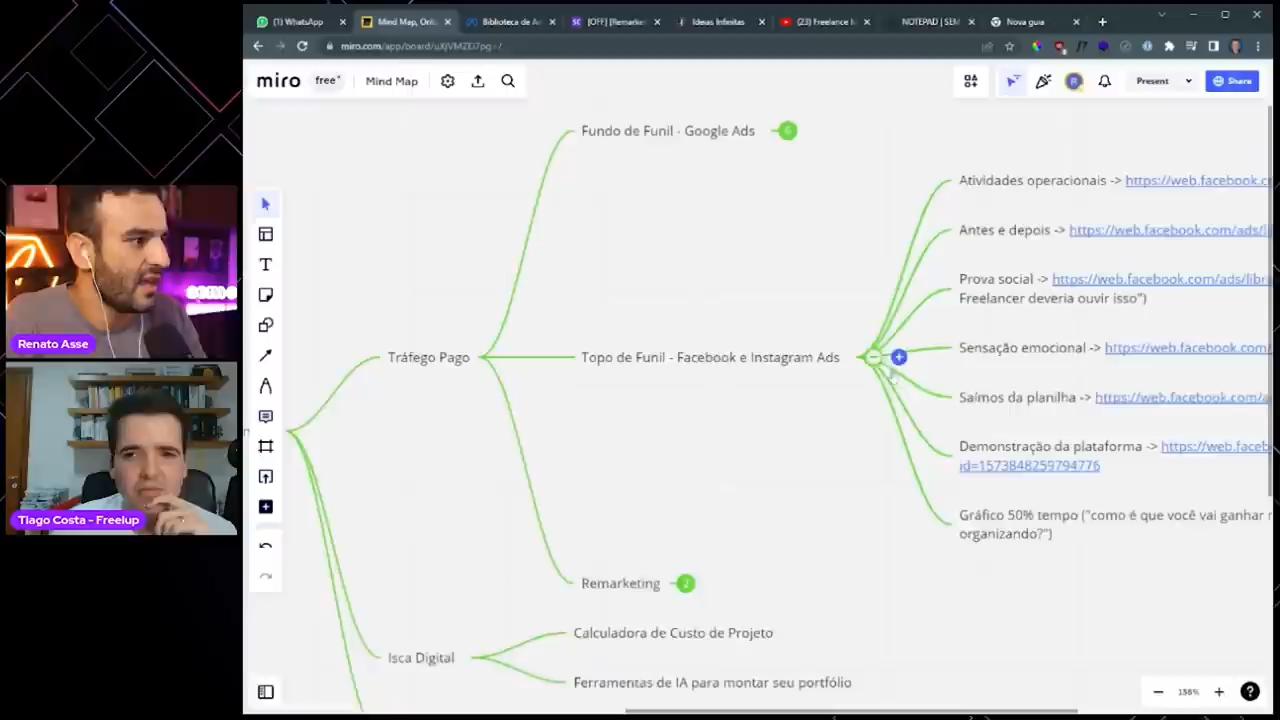 (1) WhatsApp
Mind Map, Onli
Biblioteca de An
[OFF] [Remarke
Ideas Infinitas
(23) Freelance
NOTEPAD | SEM
Nova guia
miro
free
Mind Map
Present
Share
Fundo de Funil - Google Ads
6
Atividades operacionais -> https://web.facebook.c
Antes e depois -> https://web.facebook.com/ads/li
Prova social -> https://web.facebook.com/ads/libr
Freelancer deveria ouvir isso")
Renato Asse
Tráfego Pago
Topo de Funil - Facebook e Instagram Ads
Sensação emocional -> https://web.facebook.com/
Saímos da planilha -> https://web.facebook.com/a
Demonstração da plataforma -> https://web.faceb
id=1573848259794776
Gráfico 50% tempo ("como é que você vai ganhar
organizando?")
Tiago Costa - Freelup
Remarketing
2
Isca Digital
Calculadora de Custo de Projeto
Ferramentas de IA para montar seu portfólio
158%